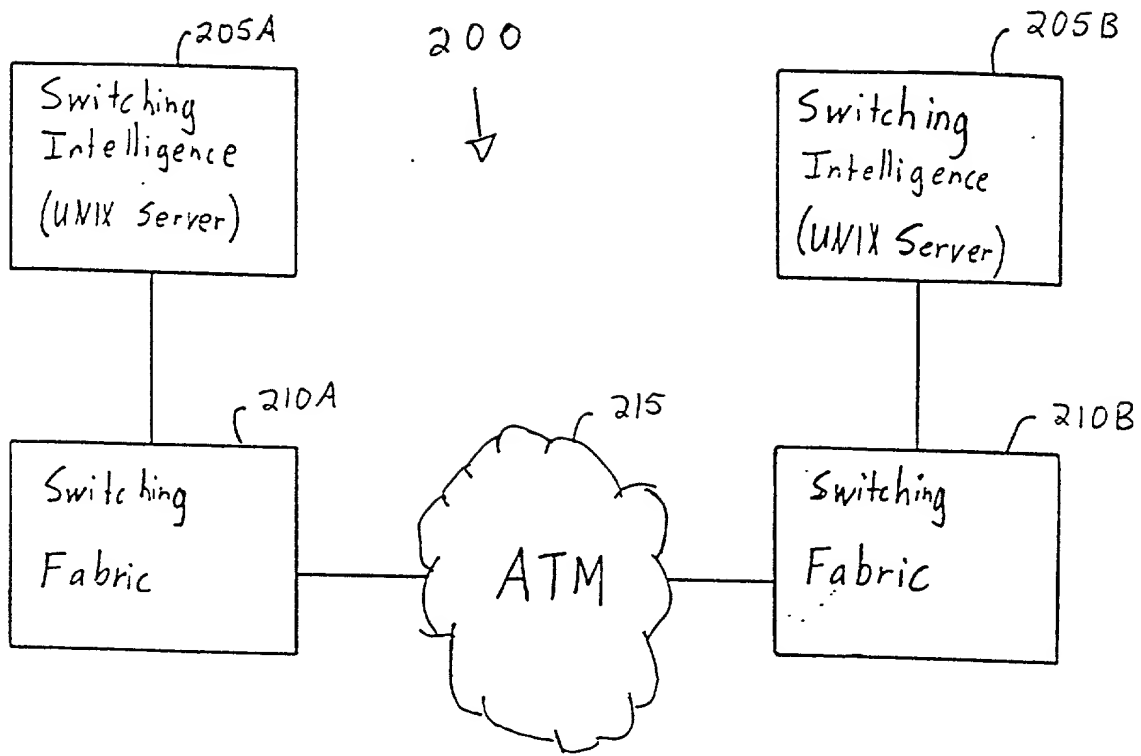 205A
200
205B
Switching
Intelligence
(UNIX Server)
Switching
Intelligence
(UNIX Server)
210A
215
210B
Switching
Fabric
ATM
Switching
Fabric